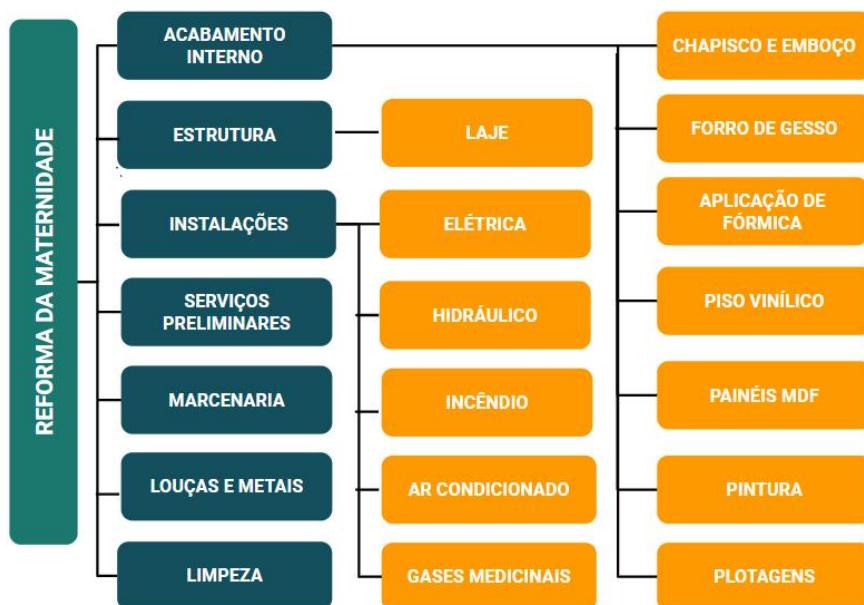 REFORMA DA MATERNIDADE
ACABAMENTO
INTERNO
ESTRUTURA
INSTALAÇÕES
SERVIÇOS
PRELIMINARES
MARCENARIA
LOUÇAS E METAIS
LIMPEZA
LAJE
ELÉTRICA
HIDRÁULICO
INCÊNDIO
AR CONDICIONADO
GASES MEDICINAIS
CHAPISCO E EMBOÇO
FORRO DE GESSO
APLICAÇÃO DE
FÓRMICA
PISO VINÍLICO
PAINÉIS MDF
PINTURA
PLOTAGENS